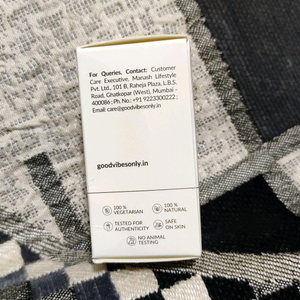 For Queries, Contact: Customer
Care Executive, Manash Lifestyle
Pvt. Ltd., 101 B, Raheja Plaza, L.B.S.
Road, Ghatkopar (West), Mumbai -
400086 ; Ph. No.: +91 9223300222 ;
Email: care@goodvibesonly.in
goodvibesonly.in
100 %
VEGETARIAN
100 %
NATURAL
TESTED FOR
AUTHENTICITY
SAFE
ON SKIN
NO ANIMAL
TESTING